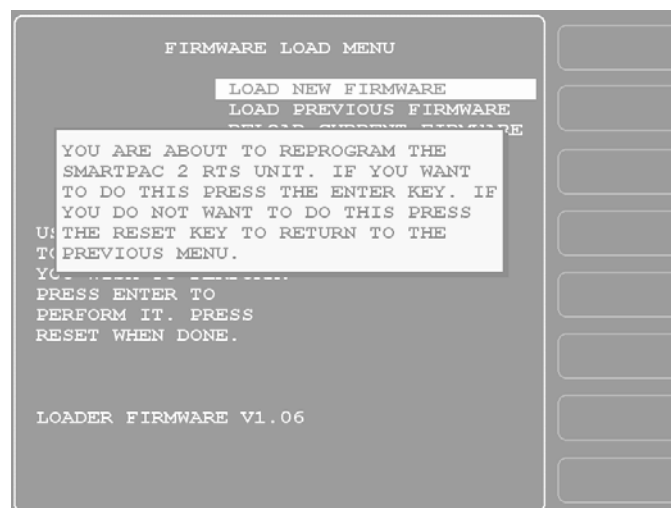 FIRMWARE LOAD MENU
LOAD NEW FIRMWARE
LOAD PREVIOUS FIRMWARE
RELOAD CURRENT FIRMWARE
YOU ARE ABOUT TO REPROGRAM THE
SMARTPAC 2 RTS UNIT. IF YOU WANT
TO DO THIS PRESS THE ENTER KEY. IF
YOU DO NOT WANT TO DO THIS PRESS
THE RESET KEY TO RETURN TO THE
PREVIOUS MENU.
PRESS ENTER TO
PERFORM IT. PRESS
RESET WHEN DONE.
LOADER FIRMWARE V1.06